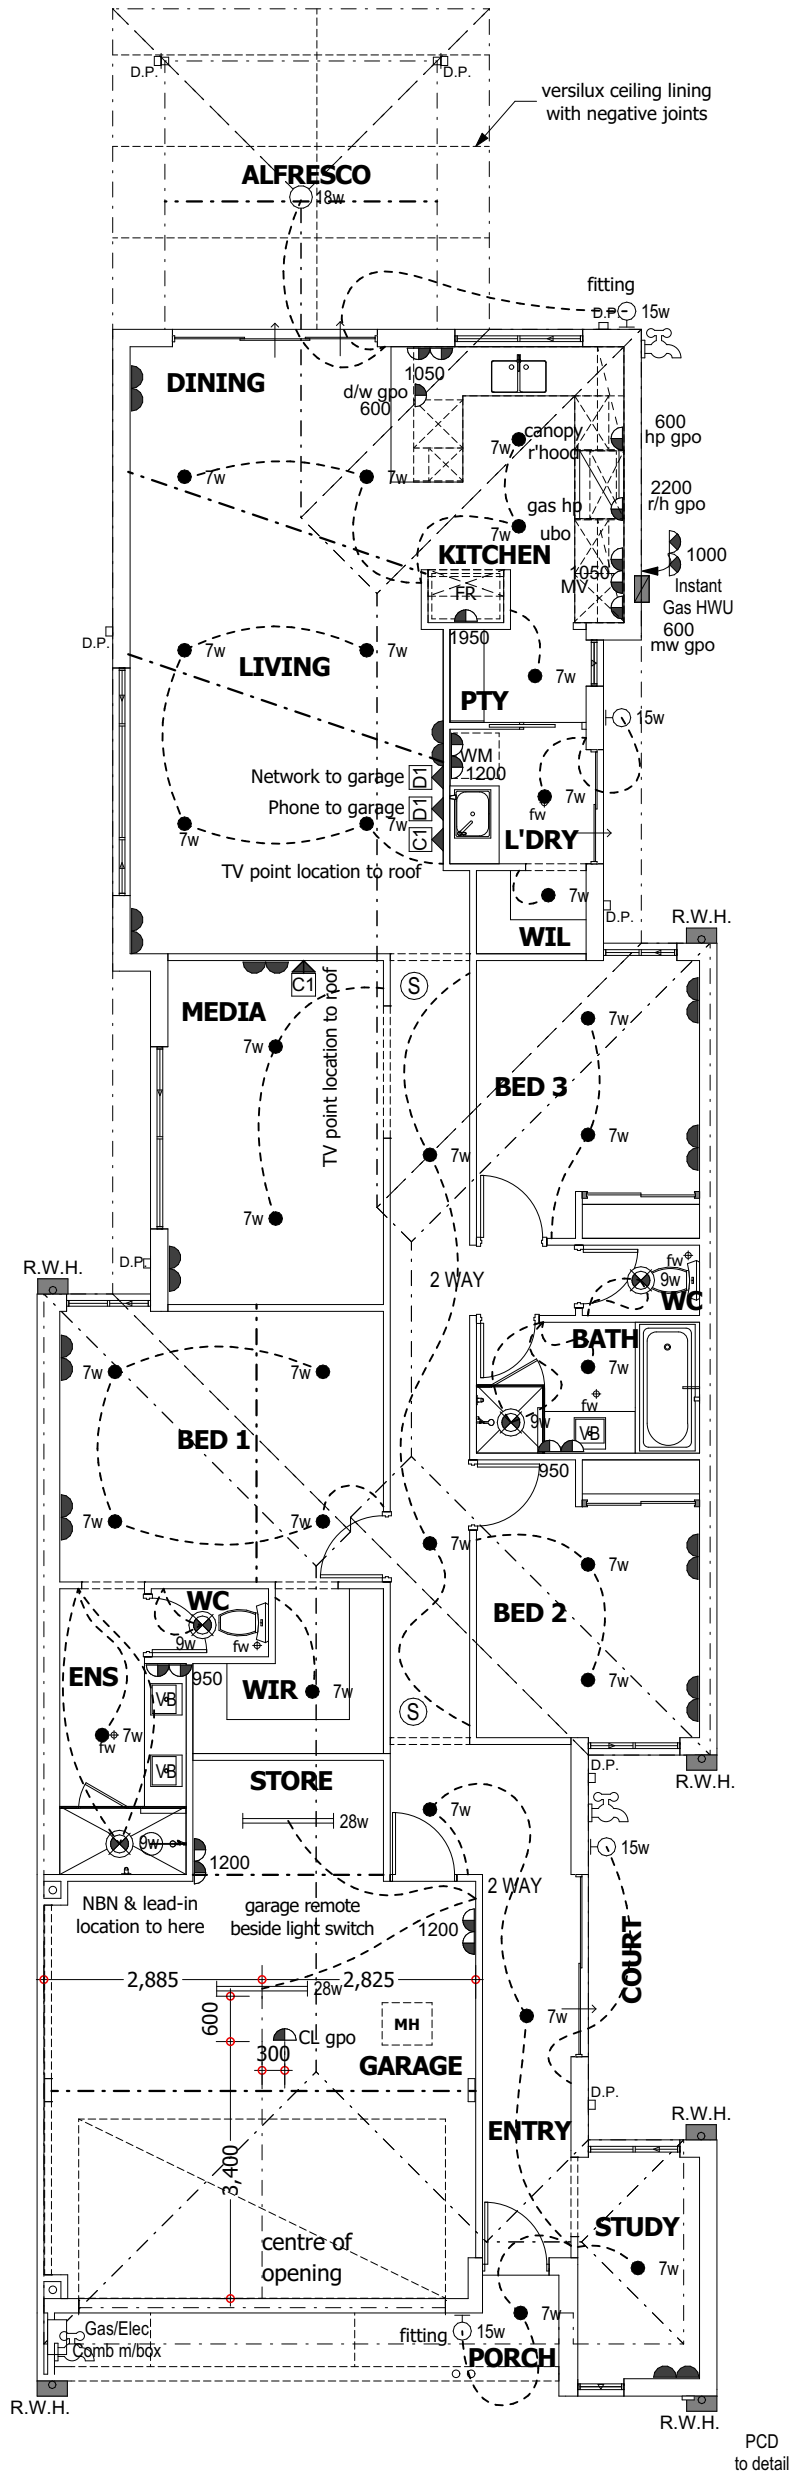 D.P.
D.P.
versilux ceiling lining
with negative joints
ALFRESCO
18w
fitting
D.P.
15w
1050
DINING
d/w gpo
600
canopy
r'hood
7w
600
hp gpo
7w
7w
2200
r/h gpo
gas hp
7w
ubo
KITCHEN
1000
1050
MV
FR
Instant
Gas HWU
600
mw gpo
1950
D.P.
7w
7w
LIVING
7w
PTY
15w
WM
1200
Network to garage
D1
7w
Phone to garage
D1
fw
7w
7w
C1
L'DRY
TV point location to roof
7w
D.P.
R.W.H.
WIL
C1
S
MEDIA
7w
7w
TV point location to roof
BED 3
7w
7w
7w
D.P.
R.W.H.
2 WAY
fw
9w
WC
BATH
7w
7w
7w
fw
9w
VB
BED 1
950
7w
7w
7w
7w
BED 2
WC
9w
fw
ENS
950
WIR
7w
7w
VB
S
7w
fw
VB
D.P.
R.W.H.
STORE
28w
7w
9w
15w
1200
2 WAY
NBN & lead-in
location to here
garage remote
beside light switch
1200
COURT
2,885
2,825
28w
600
7w
MH
CL gpo
300
GARAGE
D.P.
R.W.H.
ENTRY
3,400
STUDY
centre of
opening
7w
7w
Gas/Elec
Comb m/box
fitting
15w
PORCH
R.W.H.
R.W.H.
PCD
to detail